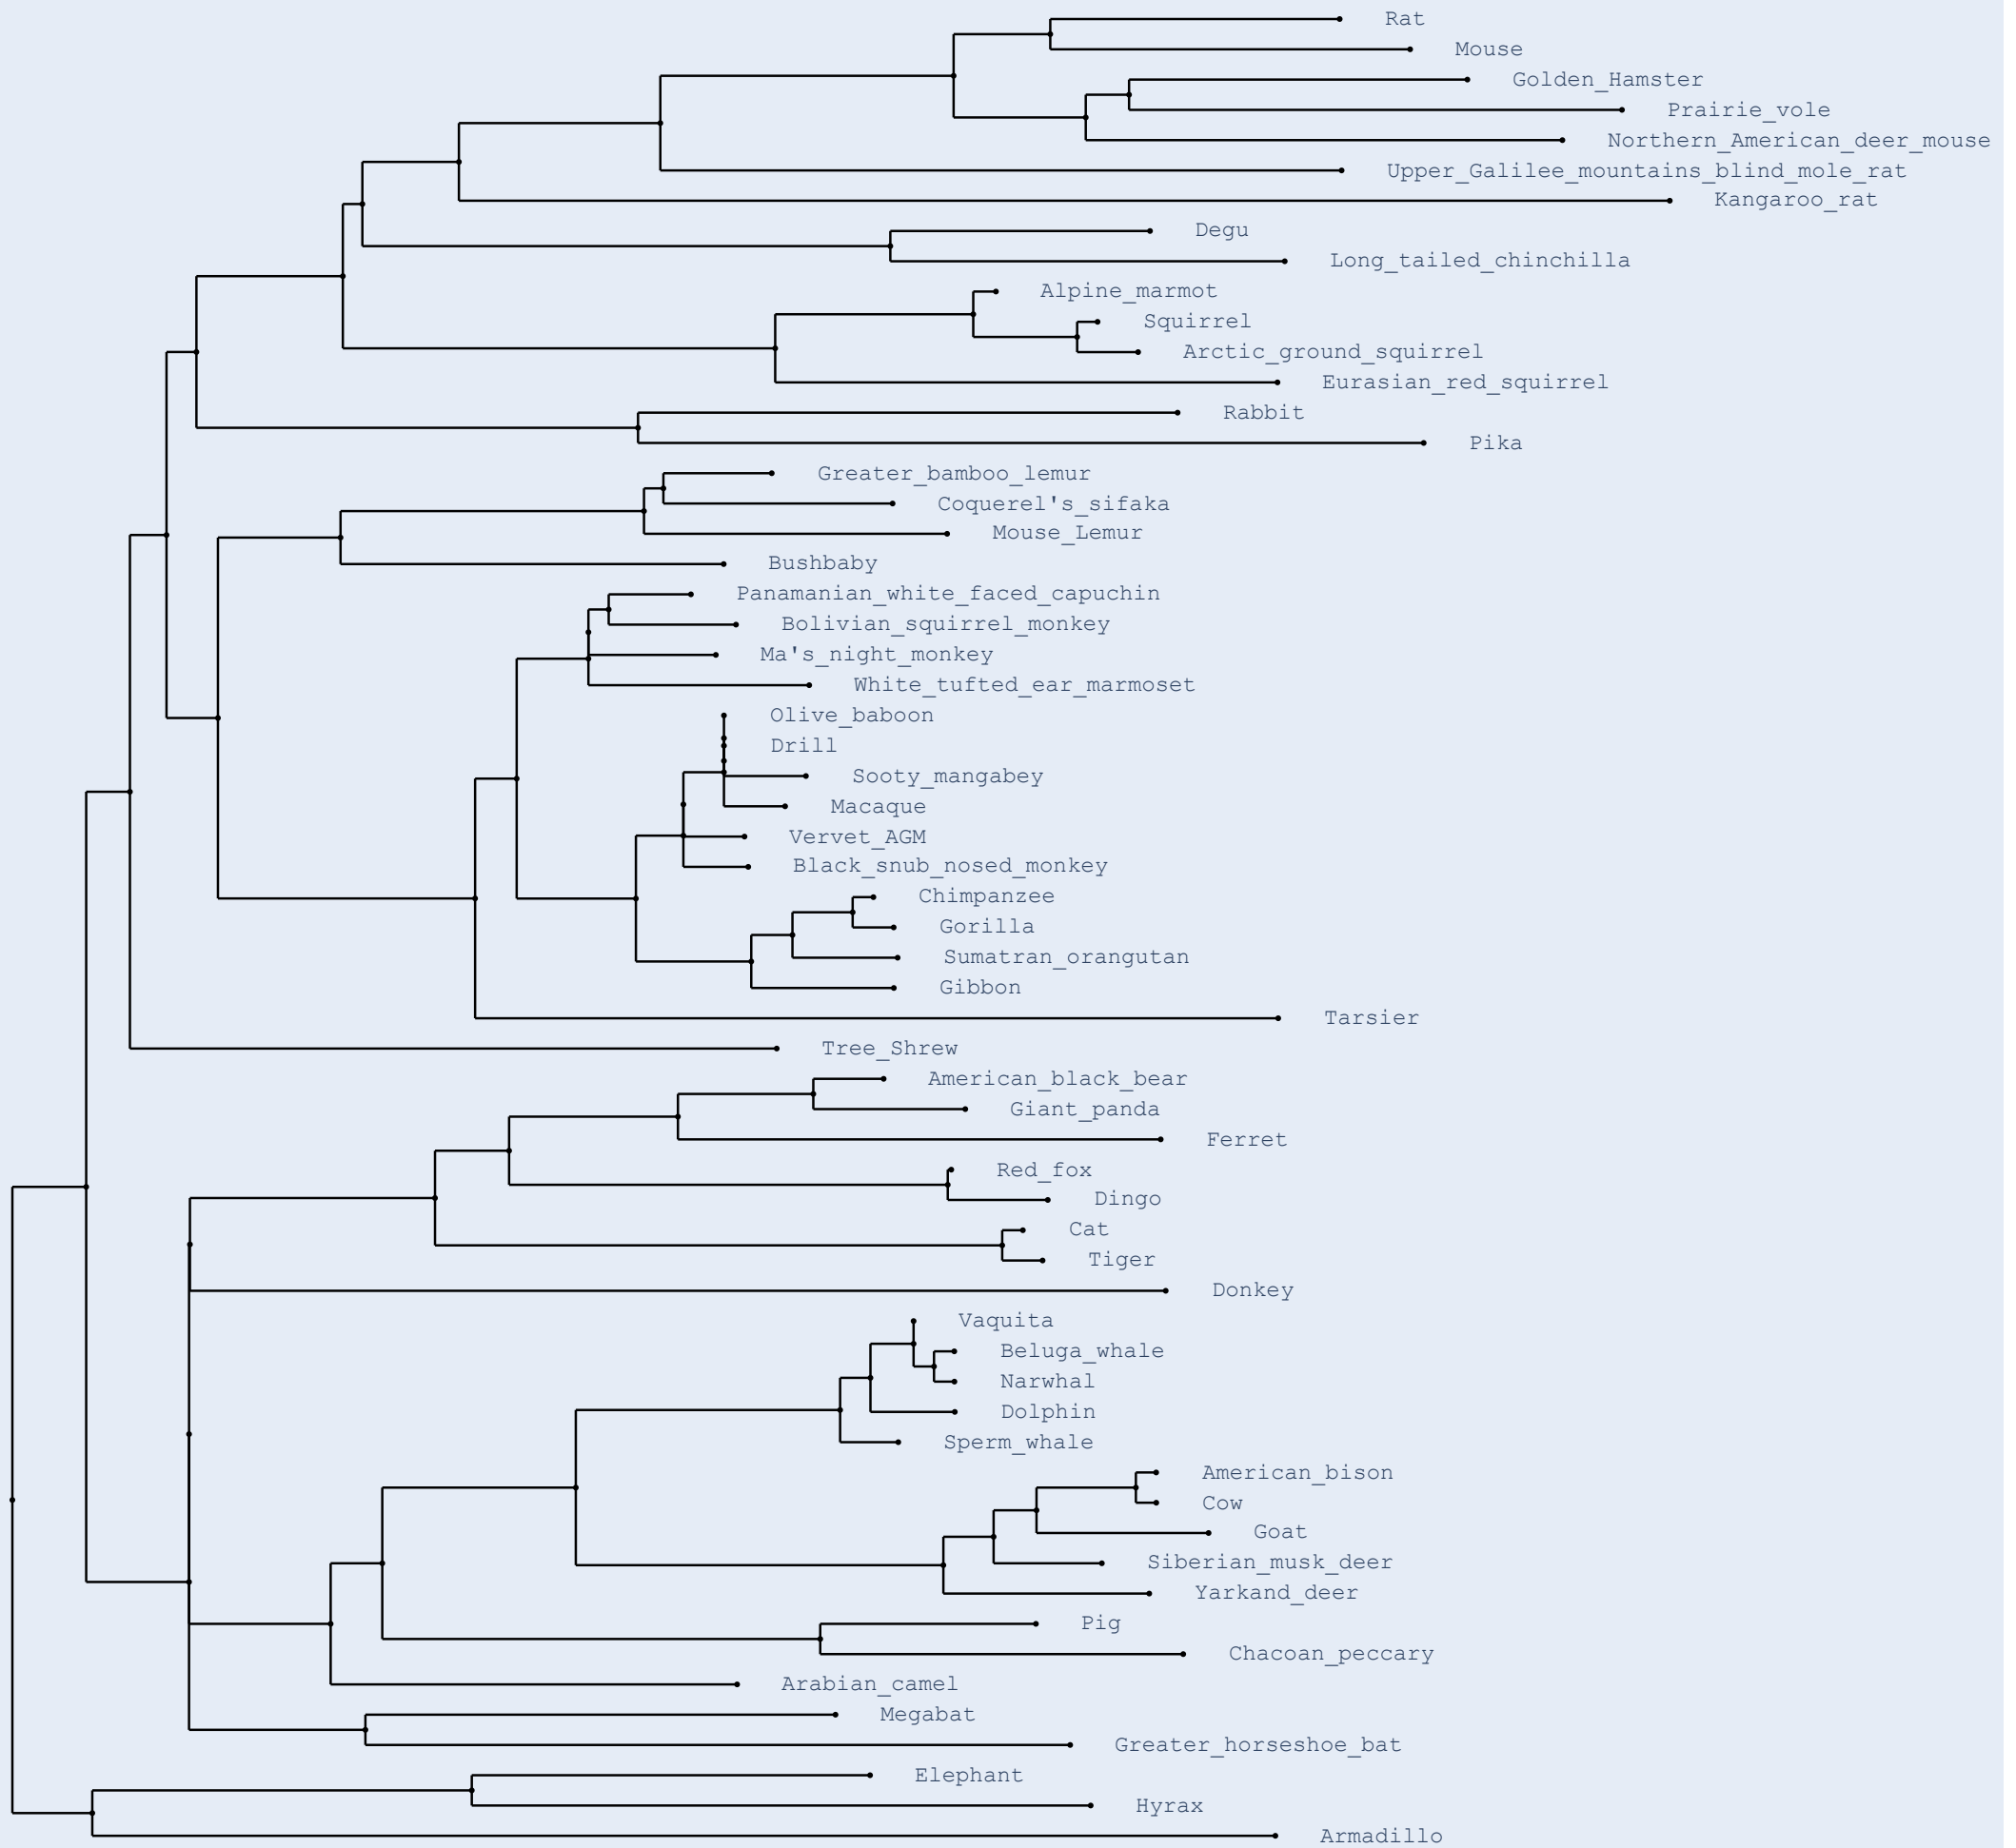 Rat
Mouse
Golden_Hamster
Prairie_vole
Northern_American_deer_mouse
Upper_Galilee_mountains_blind_mole_rat
Kangaroo_rat
Degu
Long_tailed_chinchilla
Alpine_marmot
Squirrel
Arctic_ground_squirrel
Eurasian_red_squirrel
Rabbit
Pika
Greater_bamboo_lemur
Coquerel's_sifaka
Mouse_Lemur
Bushbaby
Panamanian_white_faced_capuchin
Bolivian_squirrel_monkey
Ma's_night_monkey
White_tufted_ear_marmoset
Olive_baboon
Drill
Sooty_mangabey
Macaque
Vervet_AGM
Black_snub_nosed_monkey
Chimpanzee
Gorilla
Sumatran_orangutan
Gibbon
Tarsier
Tree_Shrew
American_black_bear
Giant_panda
Ferret
Red_fox
Dingo
Cat
Tiger
Donkey
Vaquita
Beluga_whale
Narwhal
Dolphin
Sperm_whale
American_bison
Cow
Goat
Siberian_musk_deer
Yarkand_deer
Pig
Chacoan_peccary
Arabian_camel
Megabat
Greater_horseshoe_bat
Elephant
Hyrax
Armadillo